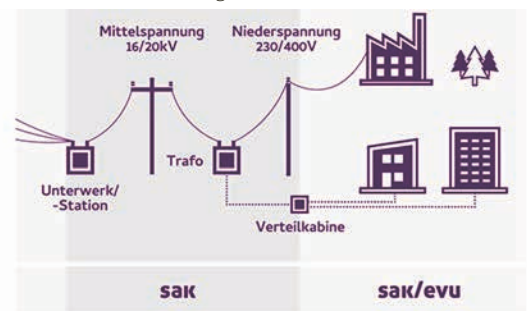 Mittelspannung
16/20kV
Niederspannung
230/400V
Trafo
Unterwerk/
-Station
Verteilkabine
sak
sak/evu